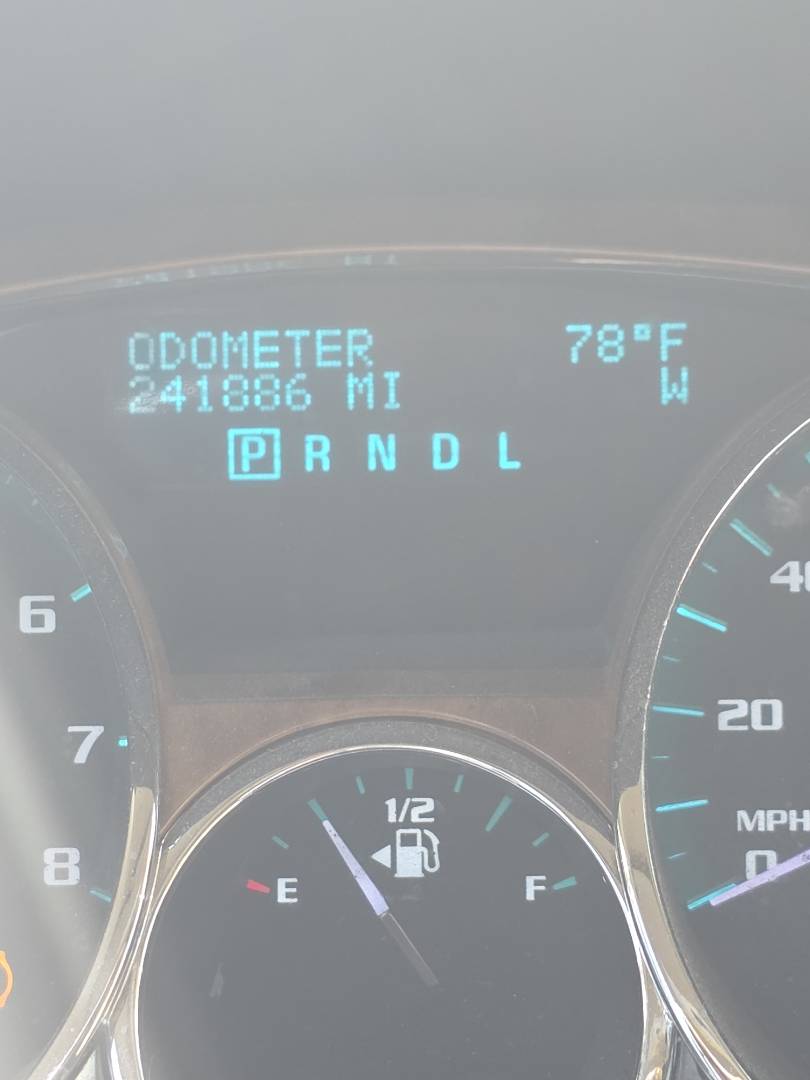 ODOMETER 78°F
241886 MI W
P R N D L
6
7
8
40
20
MPH
0
1/2
E F